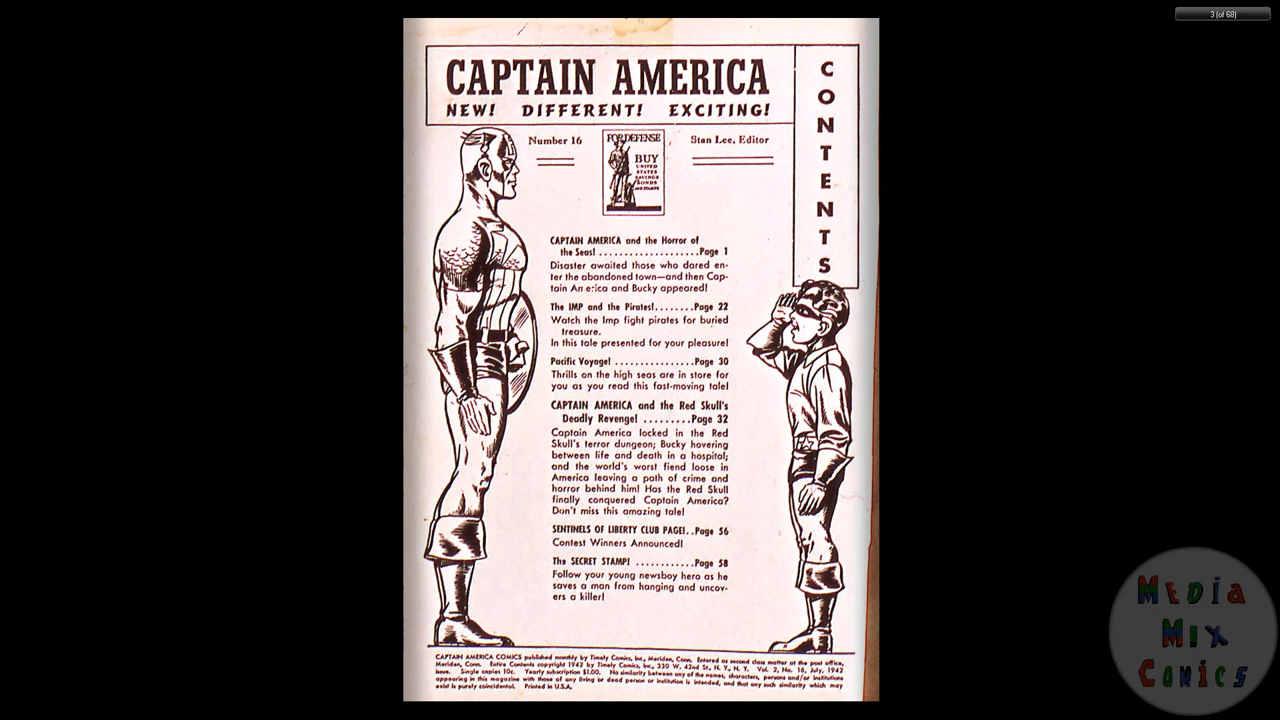 3 (of 68)
CAPTAIN AMERICA
NEW! DIFFERENT! EXCITING!
CONTENTS
Number 16
FOR DEFENSE
BUY
UNITED
STATES
SAVINGS
BONDS
AND STAMPS
Stan Lee, Editor
CAPTAIN AMERICA and the Horror of
the Seas! ....................Page 1
Disaster awaited those who dared en-
ter the abandoned town—and then Cap-
tain America and Bucky appeared!
The IMP and the Pirates!........Page 22
Watch the Imp fight pirates for buried
treasure.
In this tale presented for your pleasure!
Pacific Voyage! ................Page 30
Thrills on the high seas are in store for
you as you read this fast-moving tale!
CAPTAIN AMERICA and the Red Skull's
Deadly Revenge! .........Page 32
Captain America locked in the Red
Skull's terror dungeon; Bucky hovering
between life and death in a hospital;
and the world's worst fiend loose in
America leaving a path of crime and
horror behind him! Has the Red Skull
finally conquered Captain America?
Don't miss this amazing tale!
SENTINELS OF LIBERTY CLUB PAGE!..Page 56
Contest Winners Announced!
The SECRET STAMP! ............Page 58
Follow your young newsboy hero as he
saves a man from hanging and uncov-
ers a killer!
CAPTAIN AMERICA COMICS published monthly by Timely Comics, Inc., Meriden, Conn. Entered as second class matter at the post office,
Meriden, Conn. Entire Contents copyright 1942 by Timely Comics, Inc., 330 W. 42nd St., N. Y., N. Y. Vol. 2, No. 16, July, 1942
issue. Single copies 10c. Yearly subscription $1.00. No similarity between any of the names, characters, persons and/or institutions
appearing in this magazine with those of any living or dead person or institution is intended, and that any such similarity which may
exist is purely coincidental. Printed in U.S.A.
MEDiA
Mix
Comics